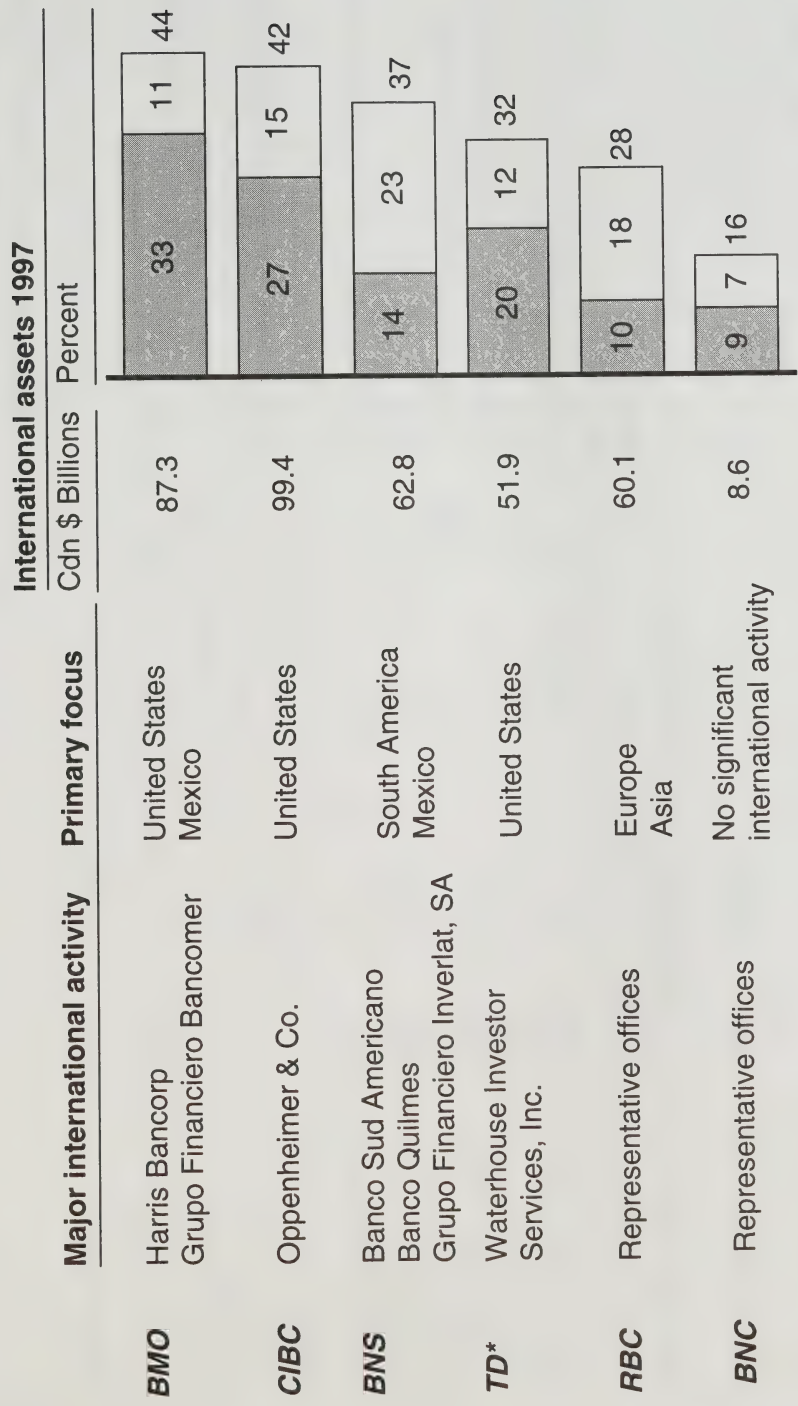 International assets 1997
Major international activity Primary focus Cdn $ Billions Percent
BMO Harris Bancorp United States 87.3 33 11 44
Grupo Financiero Bancomer Mexico
CIBC Oppenheimer & Co. United States 99.4 27 15 42
BNS Banco Sud Americano South America 62.8 14 23 37
Banco Quilmes Mexico
Grupo Financiero Inverlat, SA
TD* Waterhouse Investor United States 51.9 20 12 32
Services, Inc.
RBC Representative offices Europe 60.1 10 18 28
Asia
BNC Representative offices No significant 8.6 9 7 16
international activity